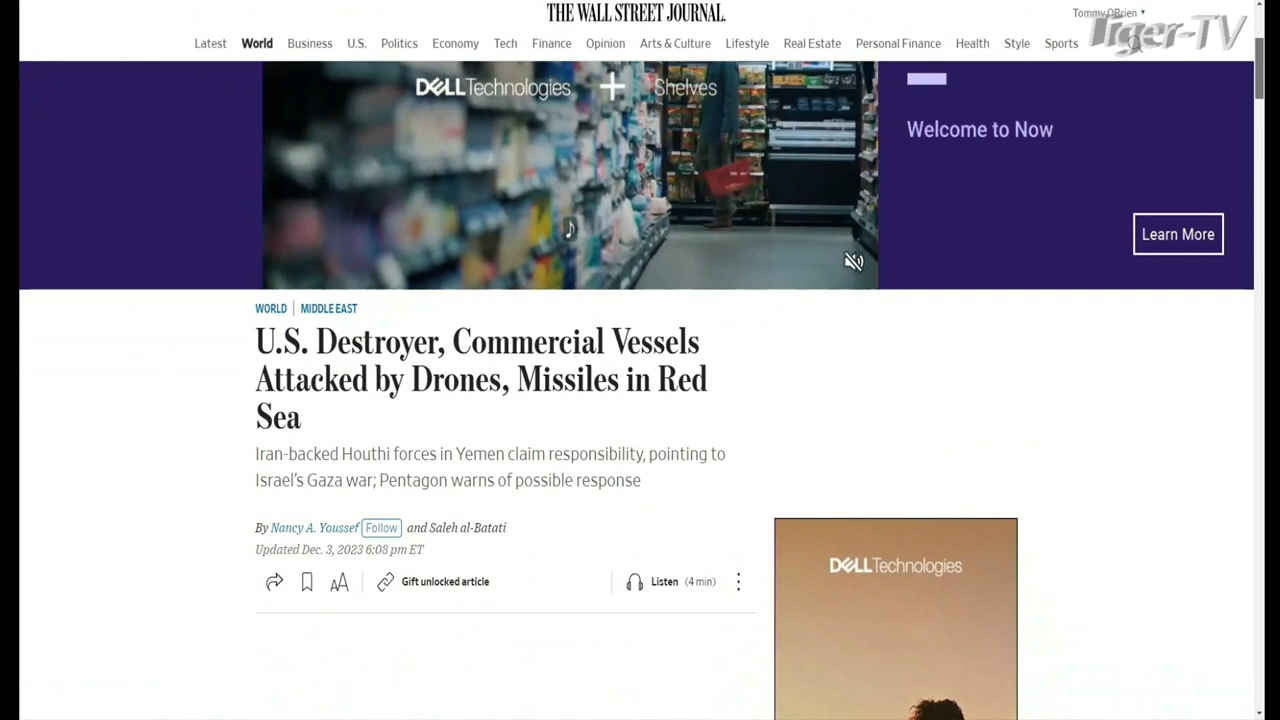 THE WALL STREET JOURNAL.
Tommy OBrien
Tiger-TV
Latest World Business U.S. Politics Economy Tech Finance Opinion Arts & Culture Lifestyle Real Estate Personal Finance Health Style Sports
DELLTechnologies + Shelves
Welcome to Now
Learn More
WORLD | MIDDLE EAST
U.S. Destroyer, Commercial Vessels
Attacked by Drones, Missiles in Red
Sea
Iran-backed Houthi forces in Yemen claim responsibility, pointing to
Israel's Gaza war; Pentagon warns of possible response
By Nancy A. Youssef Follow and Saleh al-Batati
Updated Dec. 3, 2023 6:08 pm ET
AA Gift unlocked article Listen (4 min)
DELLTechnologies